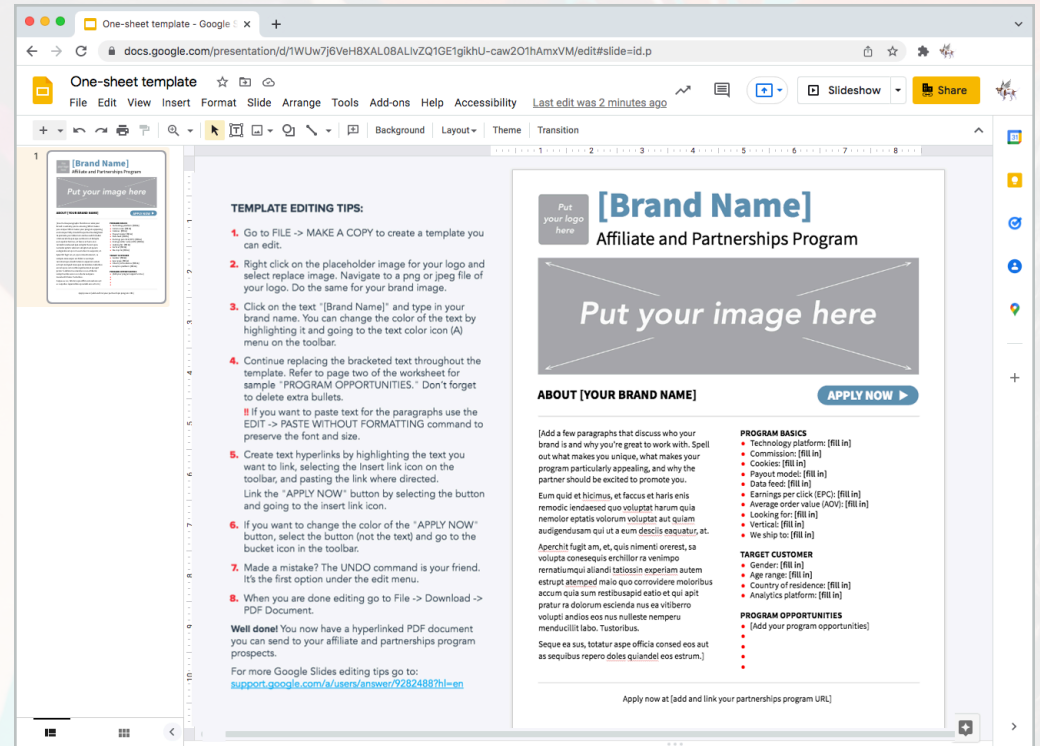 One-sheet template - Google S
docs.google.com/presentation/d/1WUw7j6VeHBXAL08ALIvZQ1GE1gikhU-caw2O1hAmxVM/edit#slide=id.p
One-sheet template
File Edit View Insert Format Slide Arrange Tools Add-ons Help Accessibility Last edit was 2 minutes ago
Slideshow
Share
Background Layout Theme Transition
31
1 2 3 4 5 6 7 8
1
[Brand Name]
Affiliate and Partnerships Program
Put your image here
ABOUT [YOUR BRAND NAME]
TEMPLATE EDITING TIPS:
1. Go to FILE -> MAKE A COPY to create a template you
can edit.
2. Right click on the placeholder image for your logo and
select replace image. Navigate to a png or jpeg file of
your logo. Do the same for your brand image.
3. Click on the text "[Brand Name]" and type in your
brand name. You can change the color of the text by
highlighting it and going to the text color icon (A)
menu on the toolbar.
4. Continue replacing the bracketed text throughout the
template. Refer to page two of the worksheet for
sample "PROGRAM OPPORTUNITIES." Don't forget
to delete extra bullets.
!! If you want to paste text for the paragraphs use the
EDIT -> PASTE WITHOUT FORMATTING command to
preserve the font and size.
5. Create text hyperlinks by highlighting the text you
want to link, selecting the Insert link icon on the
toolbar, and pasting the link where directed.
Link the "APPLY NOW" button by selecting the button
and going to the insert link icon.
6. If you want to change the color of the "APPLY NOW"
button, select the button (not the text) and go to the
bucket icon in the toolbar.
7. Made a mistake? The UNDO command is your friend.
It's the first option under the edit menu.
8. When you are done editing go to File -> Download ->
PDF Document.
Well done! You now have a hyperlinked PDF document
you can send to your affiliate and partnerships program
prospects.
For more Google Slides editing tips go to:
support.google.com/a/users/answer/9282488?hl=en
Put
your logo
here
[Brand Name]
Affiliate and Partnerships Program
Put your image here
ABOUT [YOUR BRAND NAME]
APPLY NOW
[Add a few paragraphs that discuss who your
brand is and why you're great to work with. Spell
out what makes you unique, what makes your
program particularly appealing, and why the
partner should be excited to promote you.
Eum quid et hicimus, et faccus et haris enis
remodic iendaesed quo voluptat harum quia
nemolor eptatis volorum voluptat aut quiam
audigendusam qui ut a eum desciis eaquatur, at.
Aperchit fugit am, et, quis nimenti orerest, sa
volupta conesequis erchillor ra venimpo
rernatiumqui aliandi tatiossin experiam autem
estrupt atemped maio quo corrovidere moloribus
accum quia sum restibusapid eatio et qui apit
pratur ra dolorum escienda nus ea vitiberro
volupti andios eos nus nulleste nemperu
menducillit labo. Tustoribus.
Seque ea sus, totatur aspe officia consed eos aut
as sequibus repero doles quiandel eos estrum.]
PROGRAM BASICS
Technology platform: [fill in]
Commission: [fill in]
Cookies: [fill in]
Payout model: [fill in]
Data feed: [fill in]
Earnings per click (EPC): [fill in]
Average order value (AOV): [fill in]
Looking for: [fill in]
Vertical: [fill in]
We ship to: [fill in]
TARGET CUSTOMER
Gender: [fill in]
Age range: [fill in]
Country of residence: [fill in]
Analytics platform: [fill in]
PROGRAM OPPORTUNITIES
[Add your program opportunities]
Apply now at [add and link your partnerships program URL]